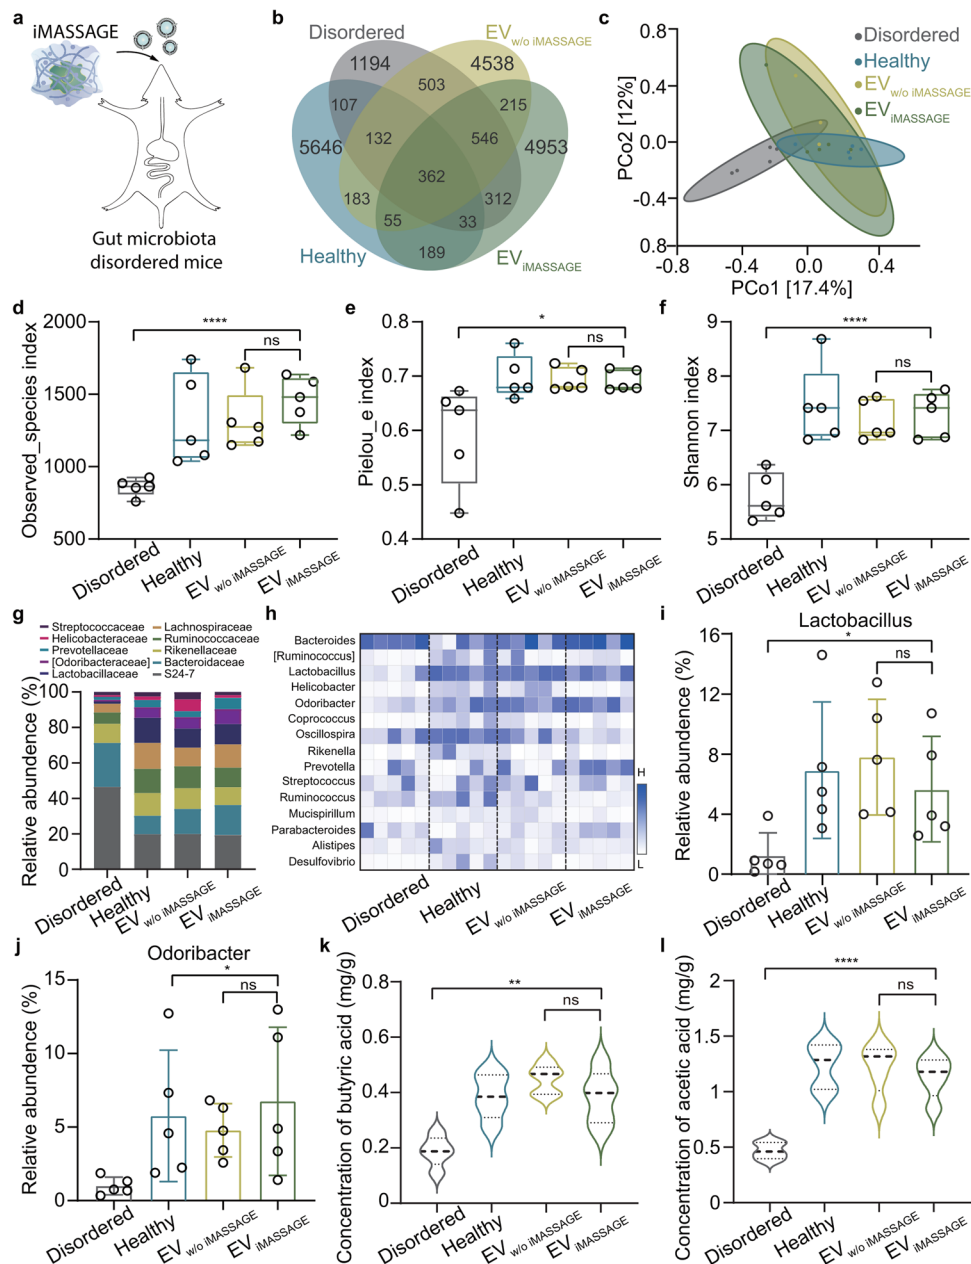 a
iMASSAGE
Gut microbiota
disordered mice
b
Disordered
EV w/o iMASSAGE
1194
4538
503
107
215
5646
132
546
4953
362
183
312
55
33
189
Healthy
EV iMASSAGE
c
0.8
0.4
0.0
-0.4
0.8
PCo2 [12%]
-0.8
-0.4
0.0
0.4
PCo1 [17.4%]
Disordered
Healthy
EV w/o iMASSAGE
EV iMASSAGE
d
Observed_species index
2000
1500
1000
500
****
ns
Disordered
Healthy
EV w/o iMASSAGE
EV iMASSAGE
e
Pielou_e index
0.8
0.7
0.6
0.5
0.4
*
ns
Disordered
Healthy
EV w/o iMASSAGE
EV iMASSAGE
f
Shannon index
9
8
7
6
5
****
ns
Disordered
Healthy
EV w/o iMASSAGE
EV iMASSAGE
g
Streptococcaceae
Lachnospiraceae
Helicobacteraceae
Ruminococcaceae
Prevotellaceae
Rikenellaceae
[Odoribacteraceae]
Bacteroidaceae
Lactobacillaceae
S24-7
Relative abundance (%)
100
80
60
40
20
0
Disordered
Healthy
EV w/o iMASSAGE
EV iMASSAGE
h
Bacteroides
[Ruminococcus]
Lactobacillus
Helicobacter
Odoribacter
Coprococcus
Oscillospira
Rikenella
Prevotella
Streptococcus
Ruminococcus
Mucispirillum
Parabacteroides
Alistipes
Desulfovibrio
H
L
Disordered
Healthy
EV w/o iMASSAGE
EV iMASSAGE
i
Lactobacillus
Relative abundance (%)
16
12
8
4
0
*
ns
Disordered
Healthy
EV w/o iMASSAGE
EV iMASSAGE
j
Odoribacter
Relative abundance (%)
15
10
5
0
*
ns
Disordered
Healthy
EV w/o iMASSAGE
EV iMASSAGE
k
Concentration of butyric acid (mg/g)
0.8
0.6
0.4
0.2
0
**
ns
Disordered
Healthy
EV w/o iMASSAGE
EV iMASSAGE
l
Concentration of acetic acid (mg/g)
2
1.5
1
0.5
0
****
ns
Disordered
Healthy
EV w/o iMASSAGE
EV iMASSAGE